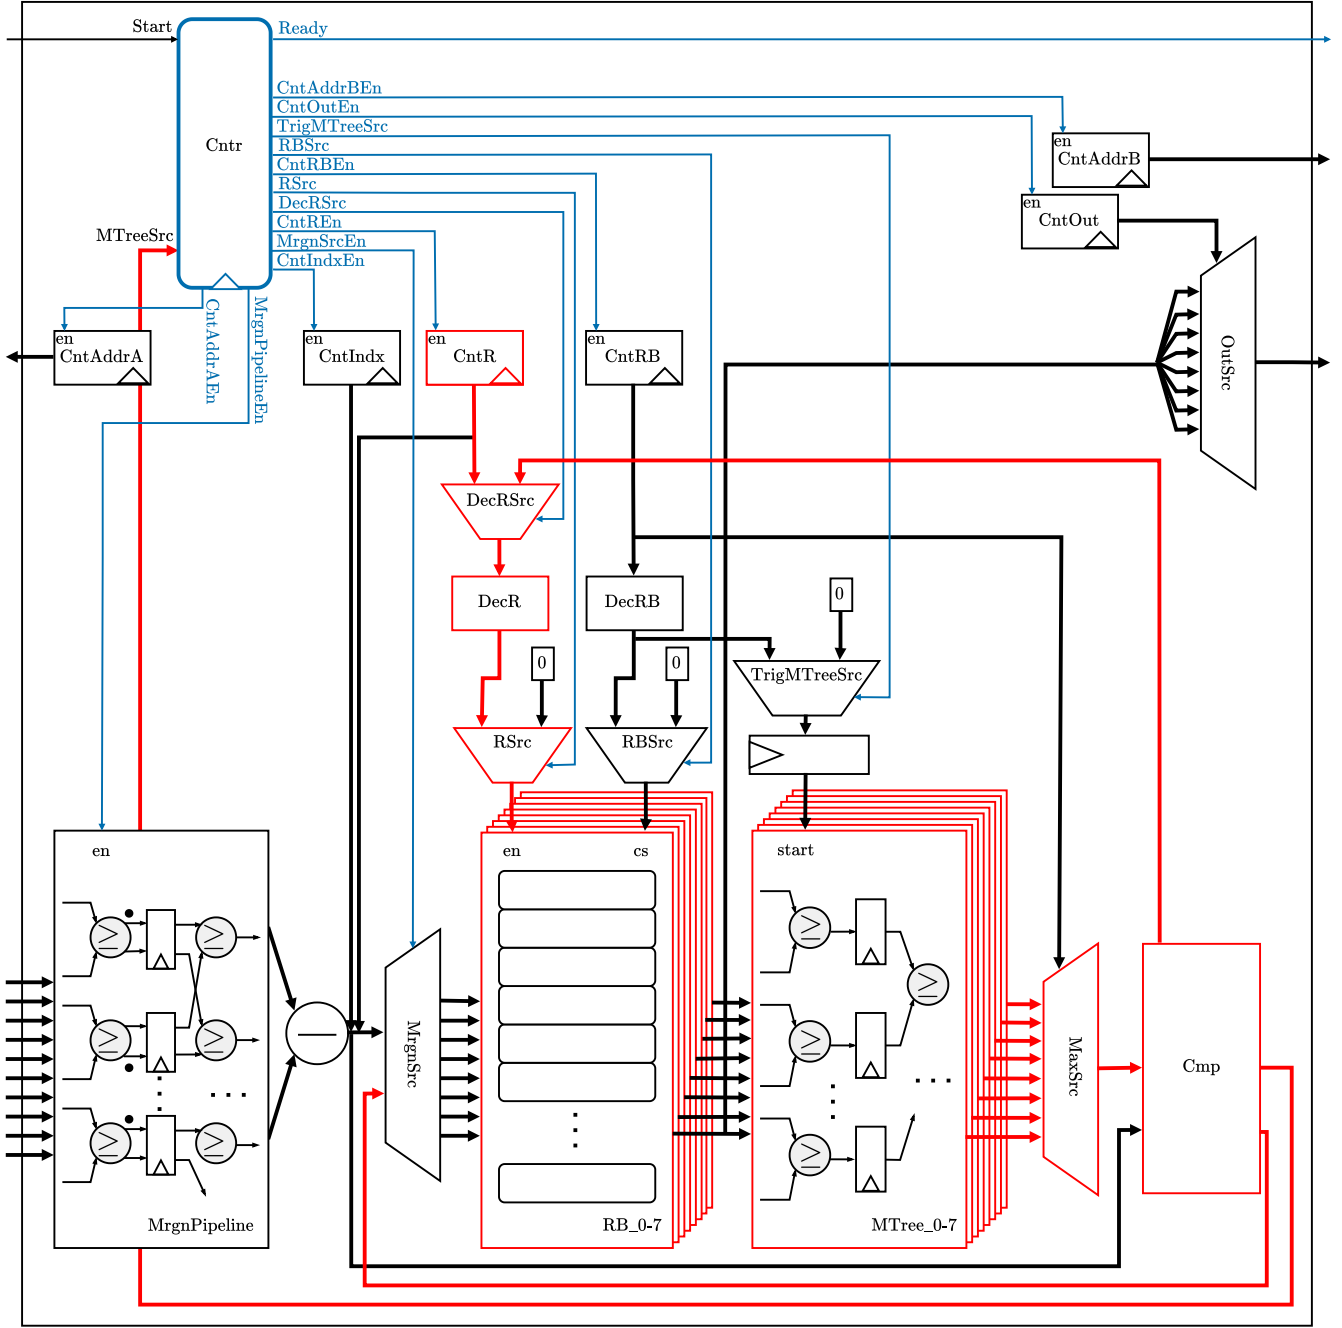 Start
Ready
CntAddrBEn
CntOutEn
TrigMTreeSrc
RBSrc
CntRBEn
RSrc
DecRSrc
CntREn
MrgnSrcEn
CntIndxEn
Cntr
MTreeSrc
en
CntAddrB
en
CntOut
CntAddrAEn
MrgnPipelineEn
en
CntAddrA
en
CntIndx
en
CntR
en
CntRB
OutSrc
DecRSrc
DecR
DecRB
0
0
0
TrigMTreeSrc
RSrc
RBSrc
en
en
cs
start
≥
≥
≥
≥
≥
≥
≥
≥
≥
≥
MrgnSrc
MaxSrc
Cmp
MrgnPipeline
RB_0-7
MTree_0-7